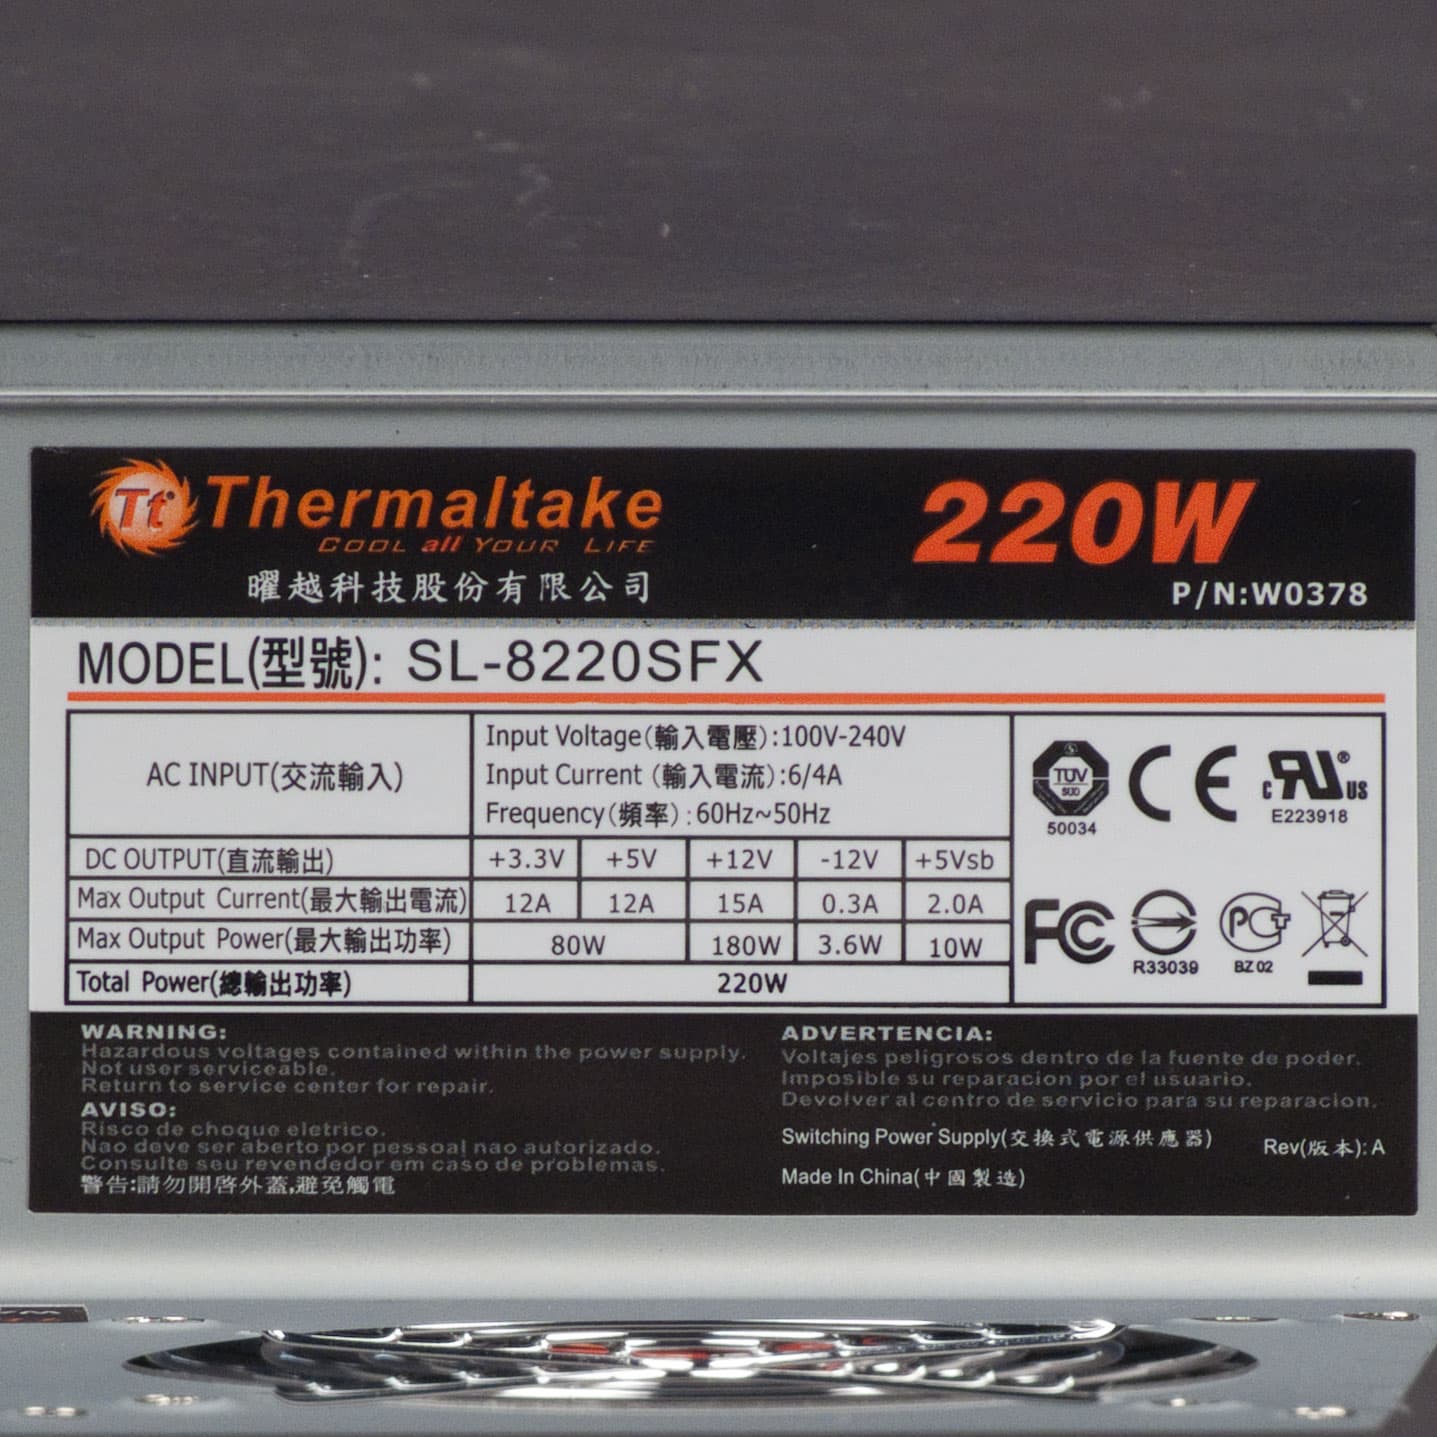 Tt Thermaltake
COOL all YOUR LIFE
曜越科技股份有限公司
220W
P/N:W0378
MODEL(型號): SL-8220SFX
AC INPUT(交流輸入)
Input Voltage(輸入電壓):100V-240V
Input Current (輸入電流):6/4A
Frequency(頻率):60Hz~50Hz
DC OUTPUT(直流輸出) +3.3V +5V +12V -12V +5Vsb
Max Output Current(最大輸出電流) 12A 12A 15A 0.3A 2.0A
Max Output Power(最大輸出功率) 80W 180W 3.6W 10W
Total Power(總輸出功率) 220W
TÜV
SÜD
50034
CE
c RU US
E223918
FC
R33039
PCT
BZ 02
WARNING:
Hazardous voltages contained within the power supply.
Not user serviceable.
Return to service center for repair.
AVISO:
Risco de choque eletrico.
Nao deve ser aberto por pessoal nao autorizado.
Consulte seu revendedor em caso de problemas.
警告:請勿開啓外蓋,避免觸電
ADVERTENCIA:
Voltajes peligrosos dentro de la fuente de poder.
Imposible su reparacion por el usuario.
Devolver al centro de servicio para su reparacion.
Switching Power Supply(交換式電源供應器)
Rev(版本): A
Made In China(中國製造)